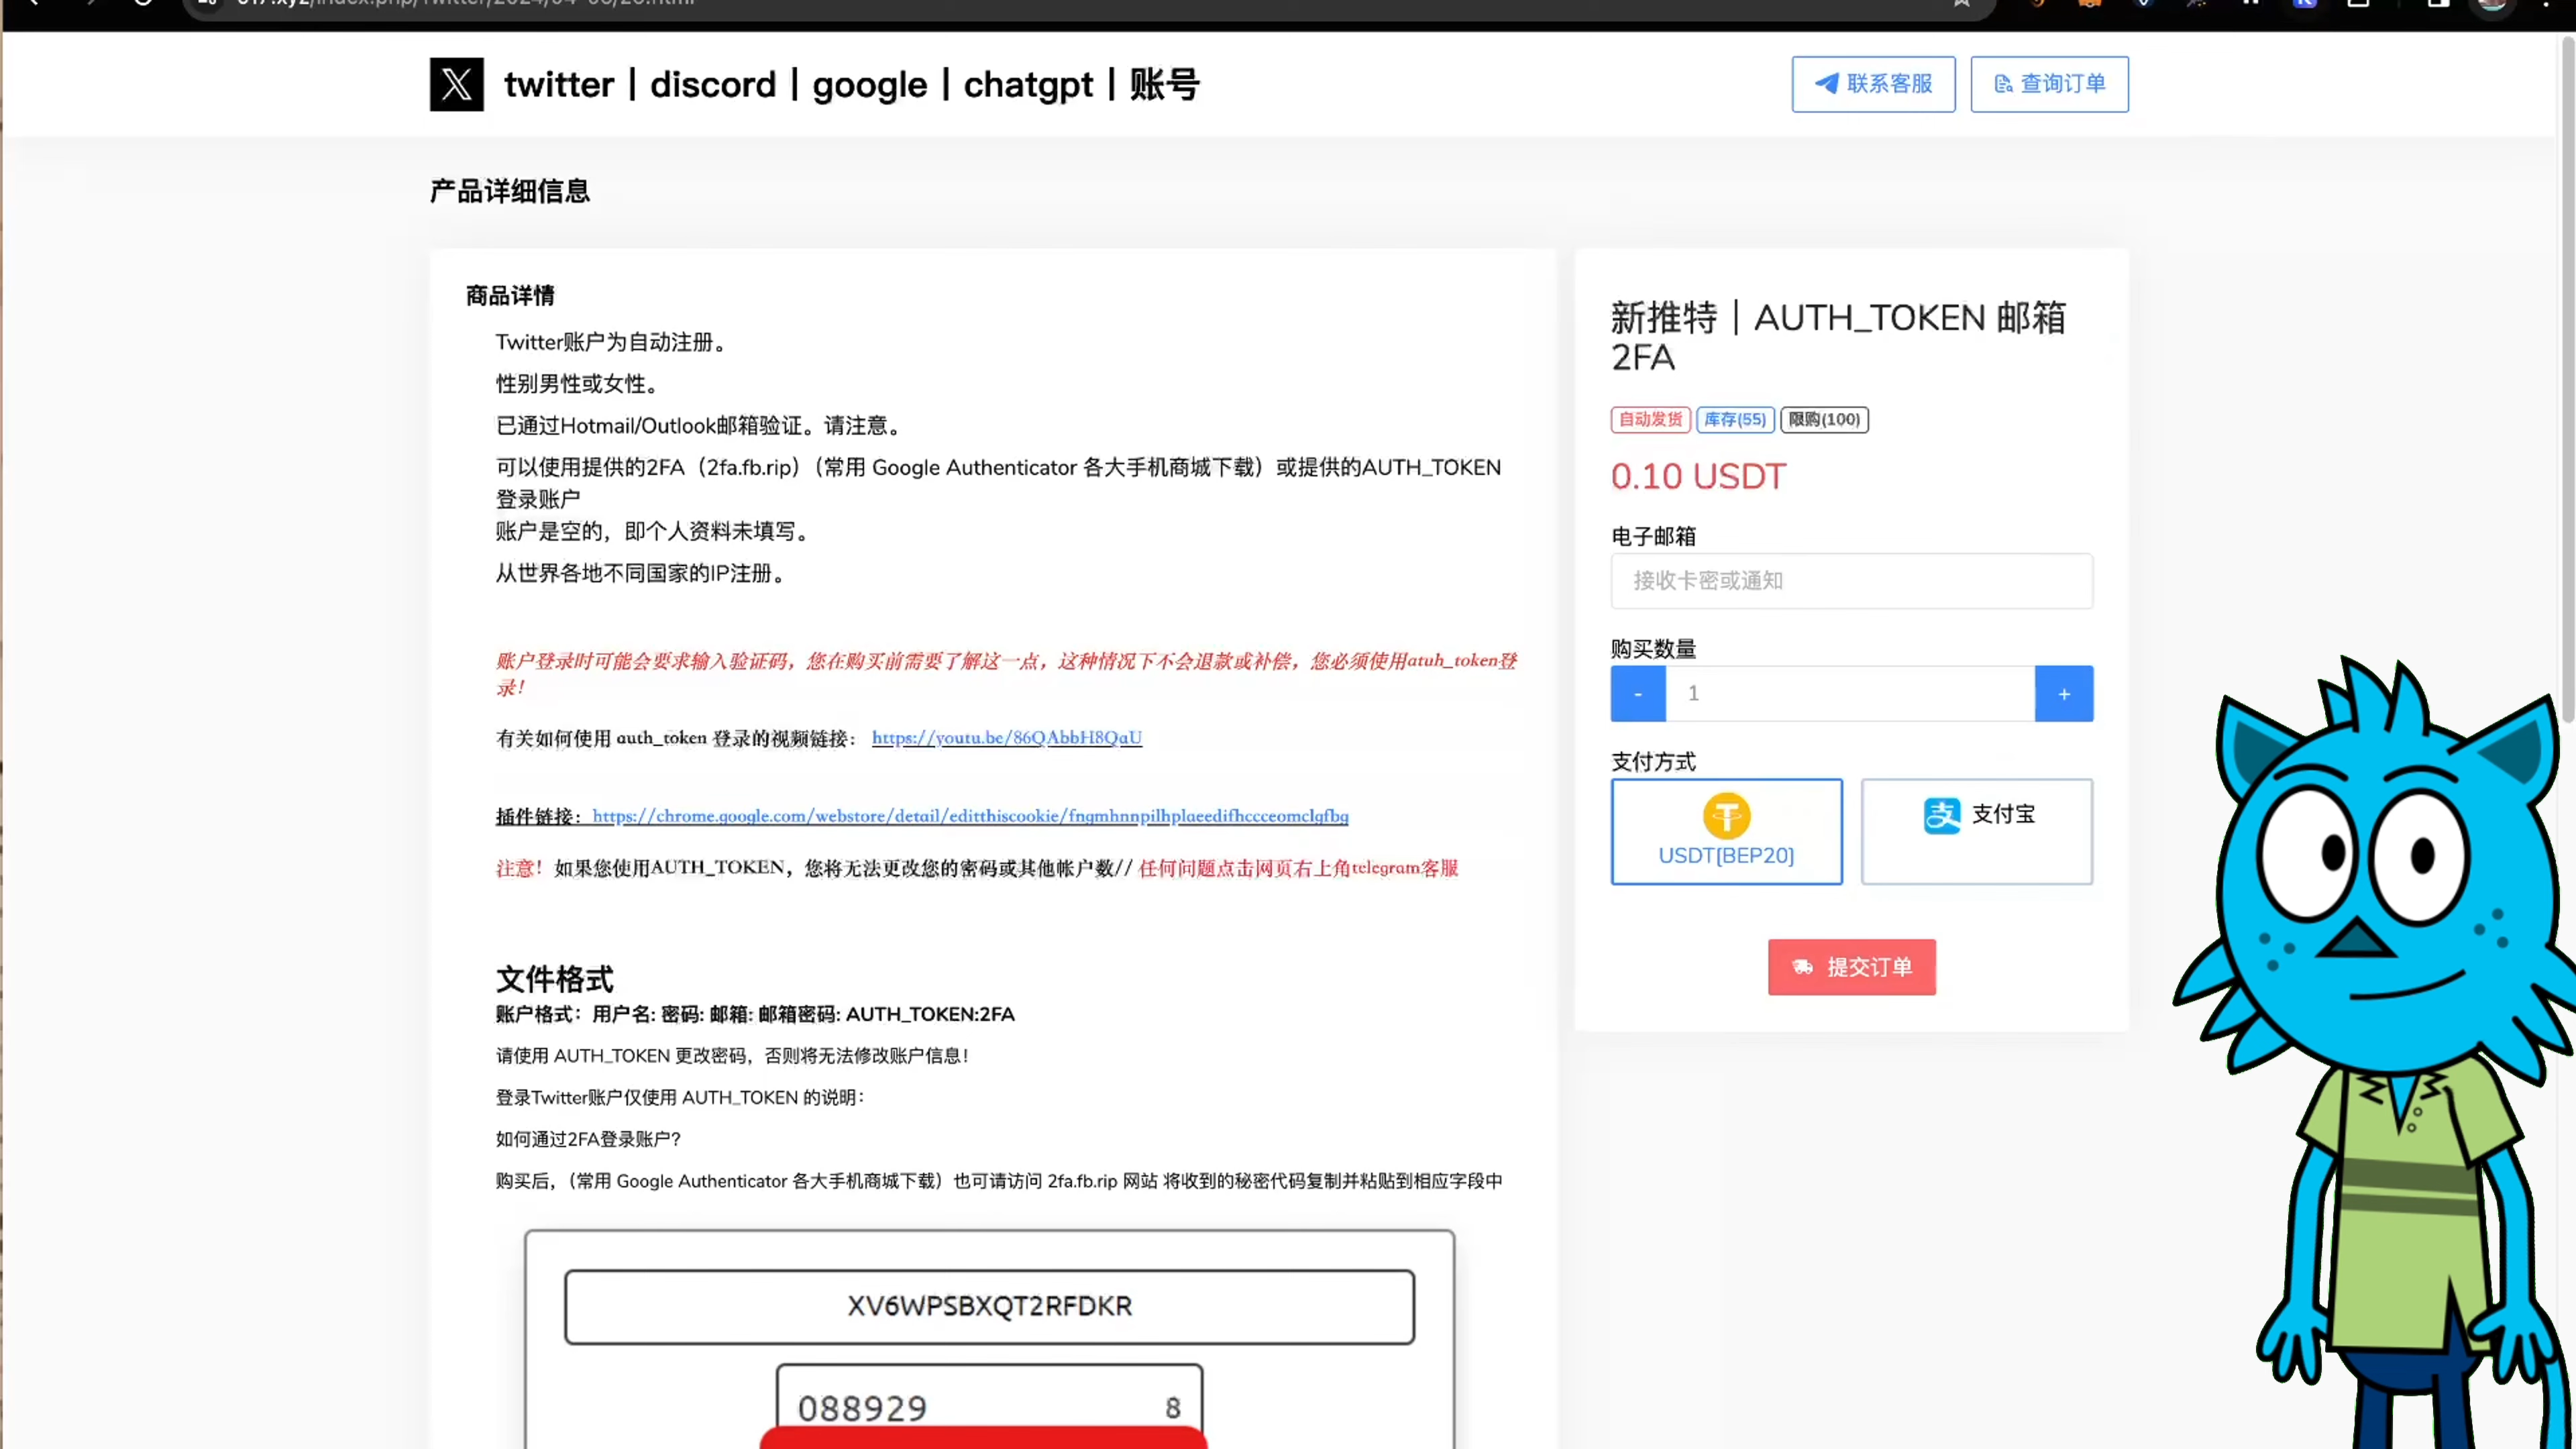 twitter｜discord｜google｜chatgpt｜账号
联系客服
查询订单
产品详细信息
商品详情
Twitter账户为自动注册。
性别男性或女性。
已通过Hotmail/Outlook邮箱验证。请注意。
可以使用提供的2FA（2fa.fb.rip）（常用 Google Authenticator 各大手机商城下载）或提供的AUTH_TOKEN
登录账户
账户是空的，即个人资料未填写。
从世界各地不同国家的IP注册。
账户登录时可能会要求输入验证码，您在购买前需要了解这一点，这种情况下不会退款或补偿，您必须使用atuh_token登
录！
有关如何使用 auth_token 登录的视频链接： https://youtu.be/86QAbbH8QaU
插件链接：https://chrome.google.com/webstore/detail/editthiscookie/fngmhnnpilhplaeedifhccceomclgfbg
注意！如果您使用AUTH_TOKEN，您将无法更改您的密码或其他帐户数// 任何问题点击网页右上角telegram客服
文件格式
账户格式：用户名: 密码: 邮箱: 邮箱密码: AUTH_TOKEN:2FA
请使用 AUTH_TOKEN 更改密码，否则将无法修改账户信息！
登录Twitter账户仅使用 AUTH_TOKEN 的说明：
如何通过2FA登录账户？
购买后，（常用 Google Authenticator 各大手机商城下载）也可请访问 2fa.fb.rip 网站 将收到的秘密代码复制并粘贴到相应字段中
XV6WPSBXQT2RFDKR
088929 8
新推特｜AUTH_TOKEN 邮箱
2FA
自动发货 库存(55) 限购(100)
0.10 USDT
电子邮箱
接收卡密或通知
购买数量
- 1 +
支付方式
USDT[BEP20]
支付宝
提交订单